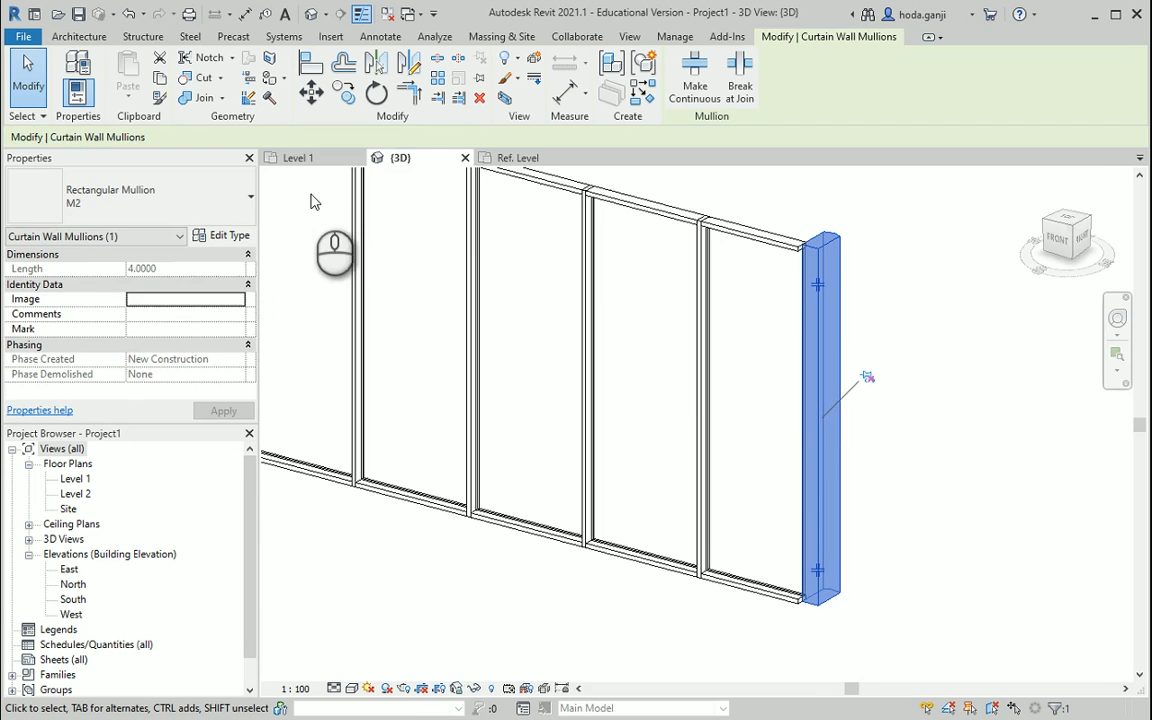 Autodesk Revit 2021.1 - Educational Version - Project1 - 3D View: {3D}
hoda.ganji
File
Architecture
Structure
Steel
Precast
Systems
Insert
Annotate
Analyze
Massing & Site
Collaborate
View
Manage
Add-Ins
Modify | Curtain Wall Mullions
Modify
Paste
Notch
Cut
Join
Make
Continuous
Break
at Join
Select
Properties
Clipboard
Geometry
Modify
View
Measure
Create
Mullion
Modify | Curtain Wall Mullions
Properties
Level 1
{3D}
Ref. Level
Rectangular Mullion
M2
Curtain Wall Mullions (1)
Edit Type
Dimensions
Length 4.0000
Identity Data
Image
Comments
Mark
Phasing
Phase Created New Construction
Phase Demolished None
Properties help
Apply
FRONT
RIGHT
TOP
Project Browser - Project1
Views (all)
Floor Plans
Level 1
Level 2
Site
Ceiling Plans
3D Views
Elevations (Building Elevation)
East
North
South
West
Legends
Schedules/Quantities (all)
Sheets (all)
Families
Groups
1 : 100
Click to select, TAB for alternates, CTRL adds, SHIFT unselect
:0
Main Model
:1